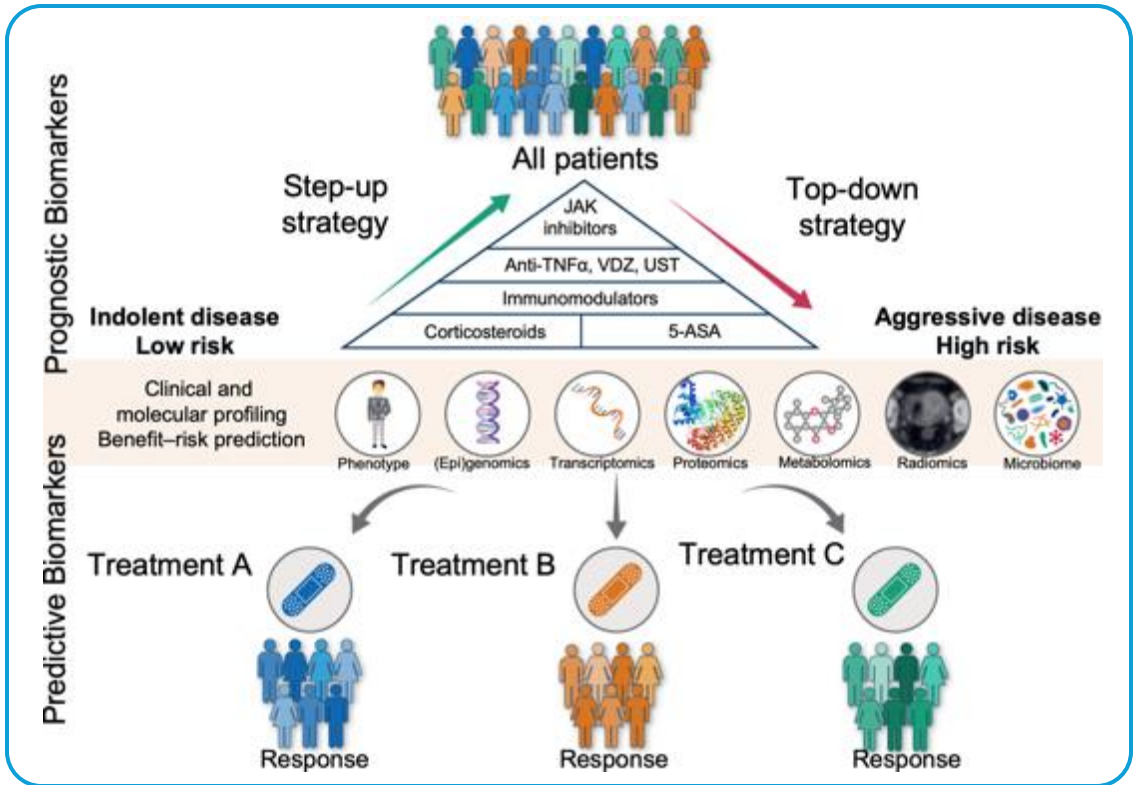 Prognostic Biomarkers
All patients
Step-up
strategy
Top-down
strategy
JAK
inhibitors
Anti-TNFα, VDZ, UST
Immunomodulators
Corticosteroids
5-ASA
Indolent disease
Low risk
Aggressive disease
High risk
Clinical and
molecular profiling
Benefit–risk prediction
Phenotype
(Epi)genomics
Transcriptomics
Proteomics
Metabolomics
Radiomics
Microbiome
Predictive Biomarkers
Treatment A
Treatment B
Treatment C
Response
Response
Response